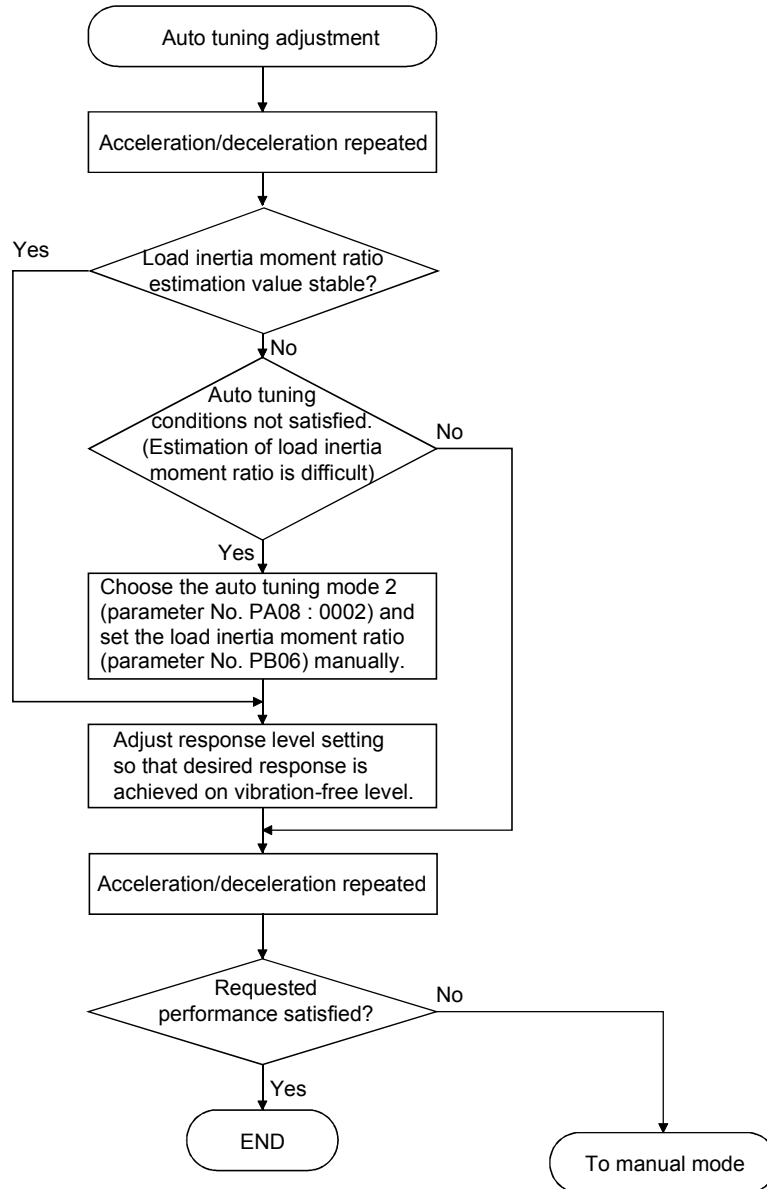 Auto tuning adjustment
Acceleration/deceleration repeated
Yes
Load inertia moment ratio
estimation value stable?
No
Auto tuning
conditions not satisfied.
(Estimation of load inertia
moment ratio is difficult)
No
Yes
Choose the auto tuning mode 2
(parameter No. PA08 : 0002) and
set the load inertia moment ratio
(parameter No. PB06) manually.
Adjust response level setting
so that desired response is
achieved on vibration-free level.
Acceleration/deceleration repeated
Requested
performance satisfied?
No
Yes
END
To manual mode